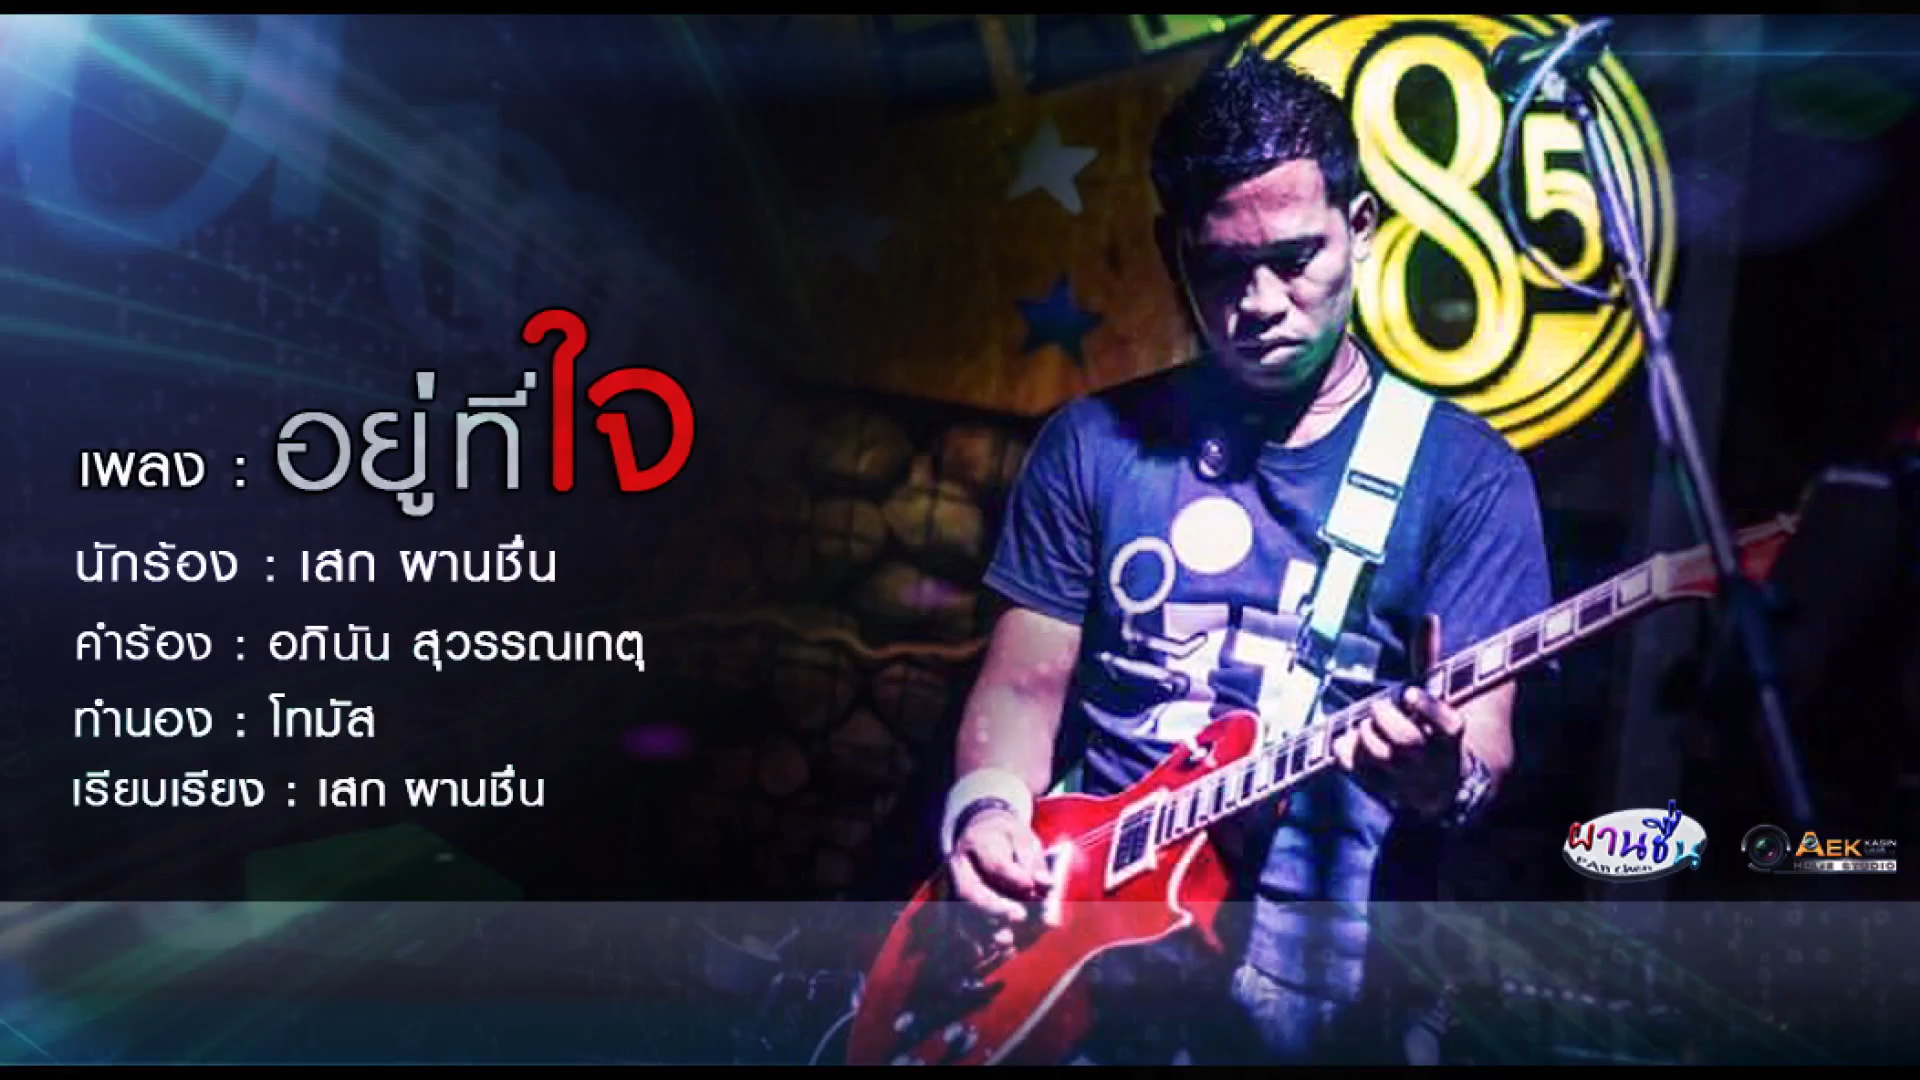 85
เพลง : อยู่ที่ใจ
นักร้อง : เสก ผานชื่น
คำร้อง : อภินัน สุวรรณเกตุ
ทำนอง : โทมัส
เรียบเรียง : เสก ผานชื่น
ผานชื่น
AEK KASIN
STUDIO